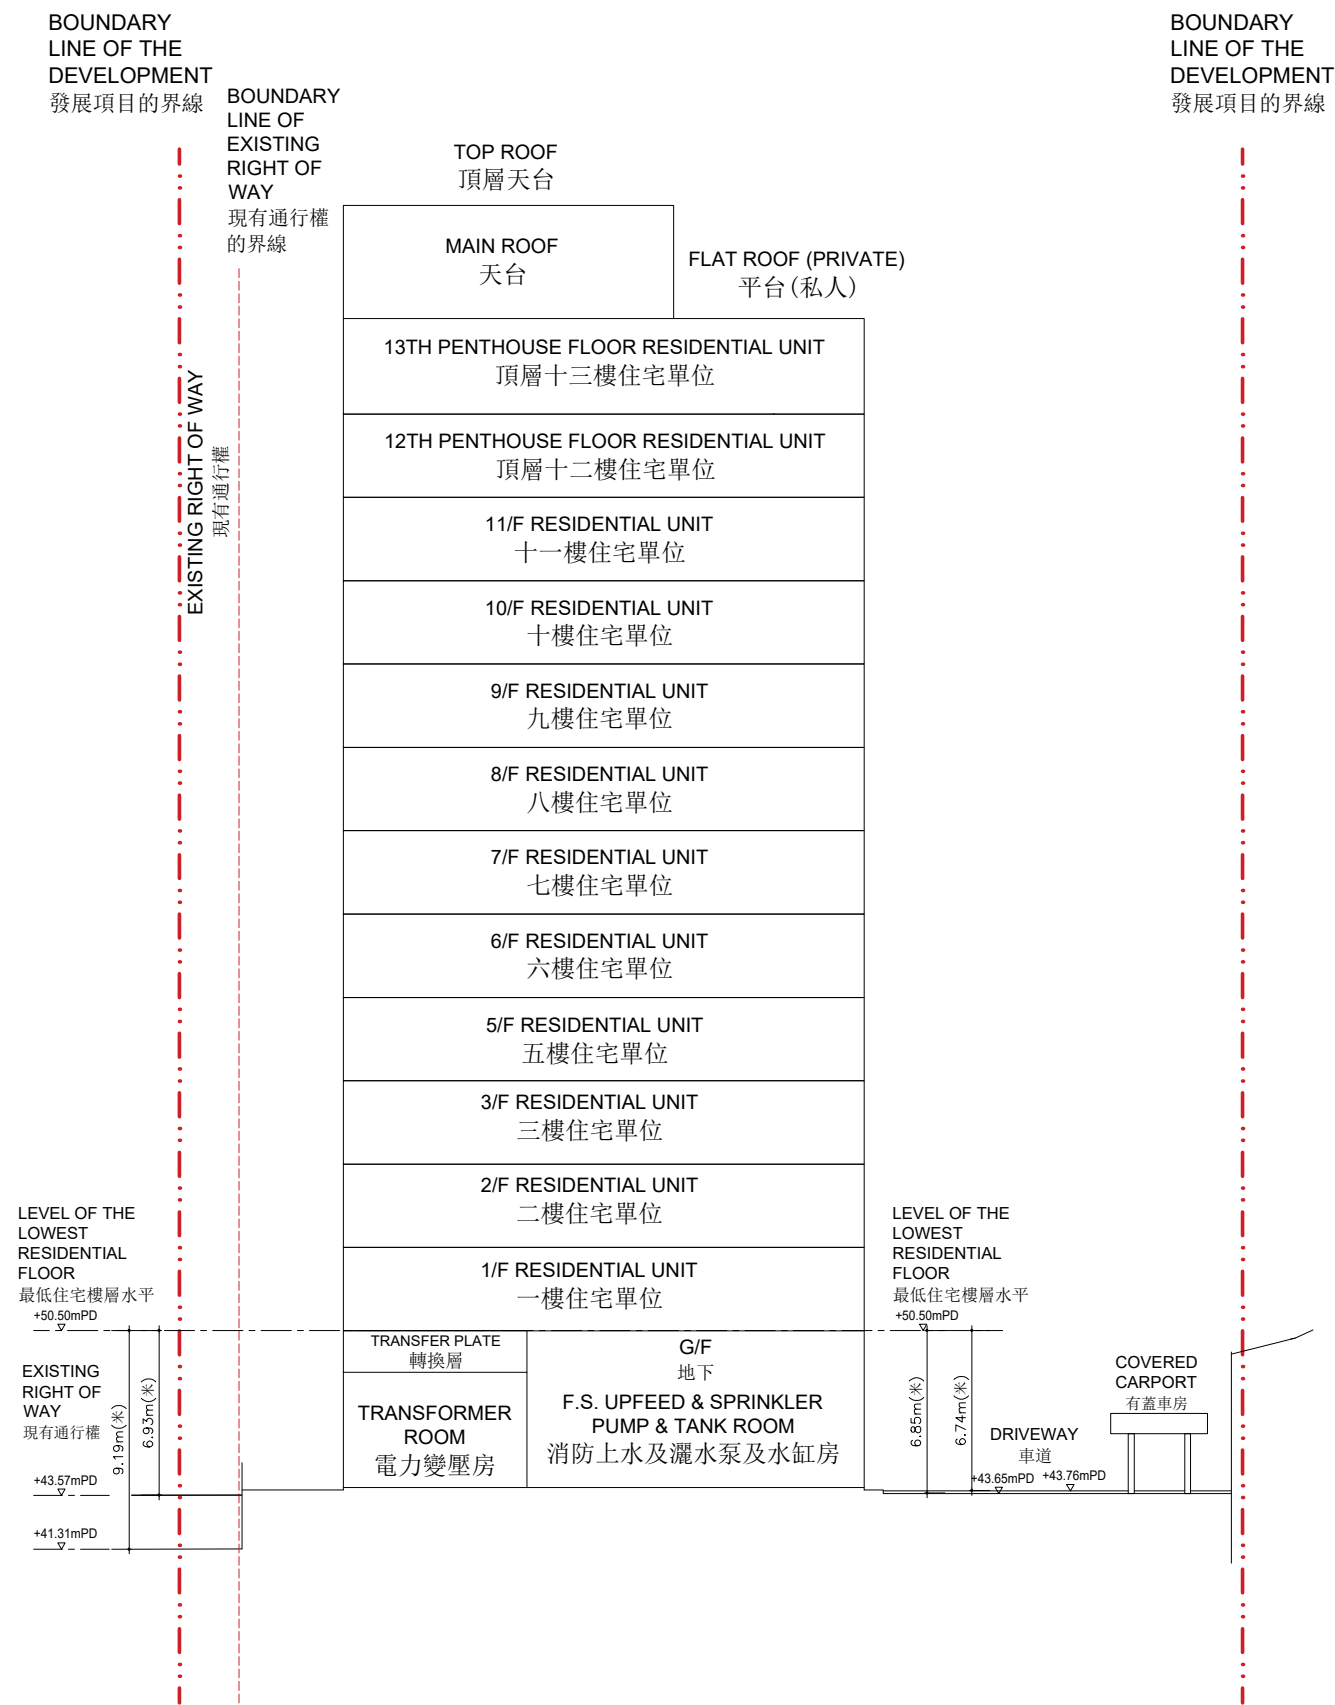 BOUNDARY
LINE OF THE
DEVELOPMENT
發展項目的界線
BOUNDARY
LINE OF THE
DEVELOPMENT
發展項目的界線
BOUNDARY
LINE OF
EXISTING
RIGHT OF
WAY
現有通行權
的界線
TOP ROOF
頂層天台
MAIN ROOF
天台
FLAT ROOF (PRIVATE)
平台(私人)
13TH PENTHOUSE FLOOR RESIDENTIAL UNIT
頂層十三樓住宅單位
EXISTING RIGHT OF WAY
現有通行權
12TH PENTHOUSE FLOOR RESIDENTIAL UNIT
頂層十二樓住宅單位
11/F RESIDENTIAL UNIT
十一樓住宅單位
10/F RESIDENTIAL UNIT
十樓住宅單位
9/F RESIDENTIAL UNIT
九樓住宅單位
8/F RESIDENTIAL UNIT
八樓住宅單位
7/F RESIDENTIAL UNIT
七樓住宅單位
6/F RESIDENTIAL UNIT
六樓住宅單位
5/F RESIDENTIAL UNIT
五樓住宅單位
3/F RESIDENTIAL UNIT
三樓住宅單位
2/F RESIDENTIAL UNIT
二樓住宅單位
1/F RESIDENTIAL UNIT
一樓住宅單位
LEVEL OF THE
LOWEST
RESIDENTIAL
FLOOR
最低住宅樓層水平
+50.50mPD
LEVEL OF THE
LOWEST
RESIDENTIAL
FLOOR
最低住宅樓層水平
+50.50mPD
EXISTING
RIGHT OF
WAY
現有通行權
9.19m(米)
6.93m(米)
+43.57mPD
+41.31mPD
TRANSFER PLATE
轉換層
TRANSFORMER
ROOM
電力變壓房
G/F
地下
F.S. UPFEED & SPRINKLER
PUMP & TANK ROOM
消防上水及灑水泵及水缸房
6.85m(米)
6.74m(米)
DRIVEWAY
車道
+43.65mPD
+43.76mPD
COVERED
CARPORT
有蓋車房